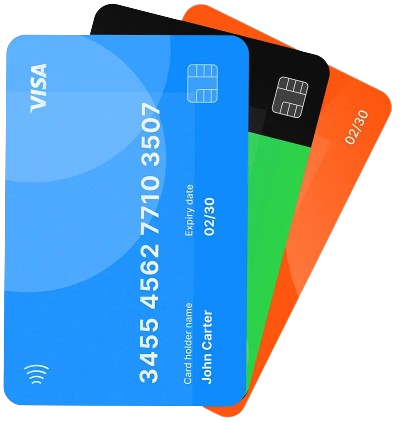 VISA
3455 4562 7710 3507
Expiry date
02/30
Card holder name
John Carter
02/30